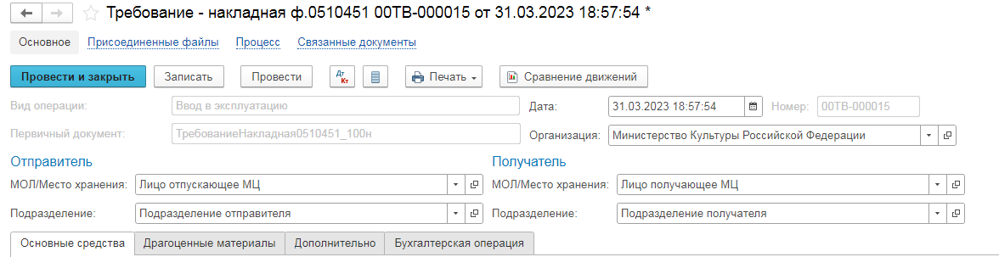 Требование - накладная ф.0510451 00ТВ-000015 от 31.03.2023 18:57:54 *
Основное Присоединенные файлы Процесс Связанные документы
Провести и закрыть Записать Провести Дт Кт Печать Сравнение движений
Вид операции: Ввод в эксплуатацию Дата: 31.03.2023 18:57:54 Номер: 00ТВ-000015
Первичный документ: ТребованиеНакладная0510451_100н Организация: Министерство Культуры Российской Федерации
Отправитель Получатель
МОЛ/Место хранения: Лицо отпускающее МЦ МОЛ/Место хранения: Лицо получающее МЦ
Подразделение: Подразделение отправителя Подразделение: Подразделение получателя
Основные средства Драгоценные материалы Дополнительно Бухгалтерская операция